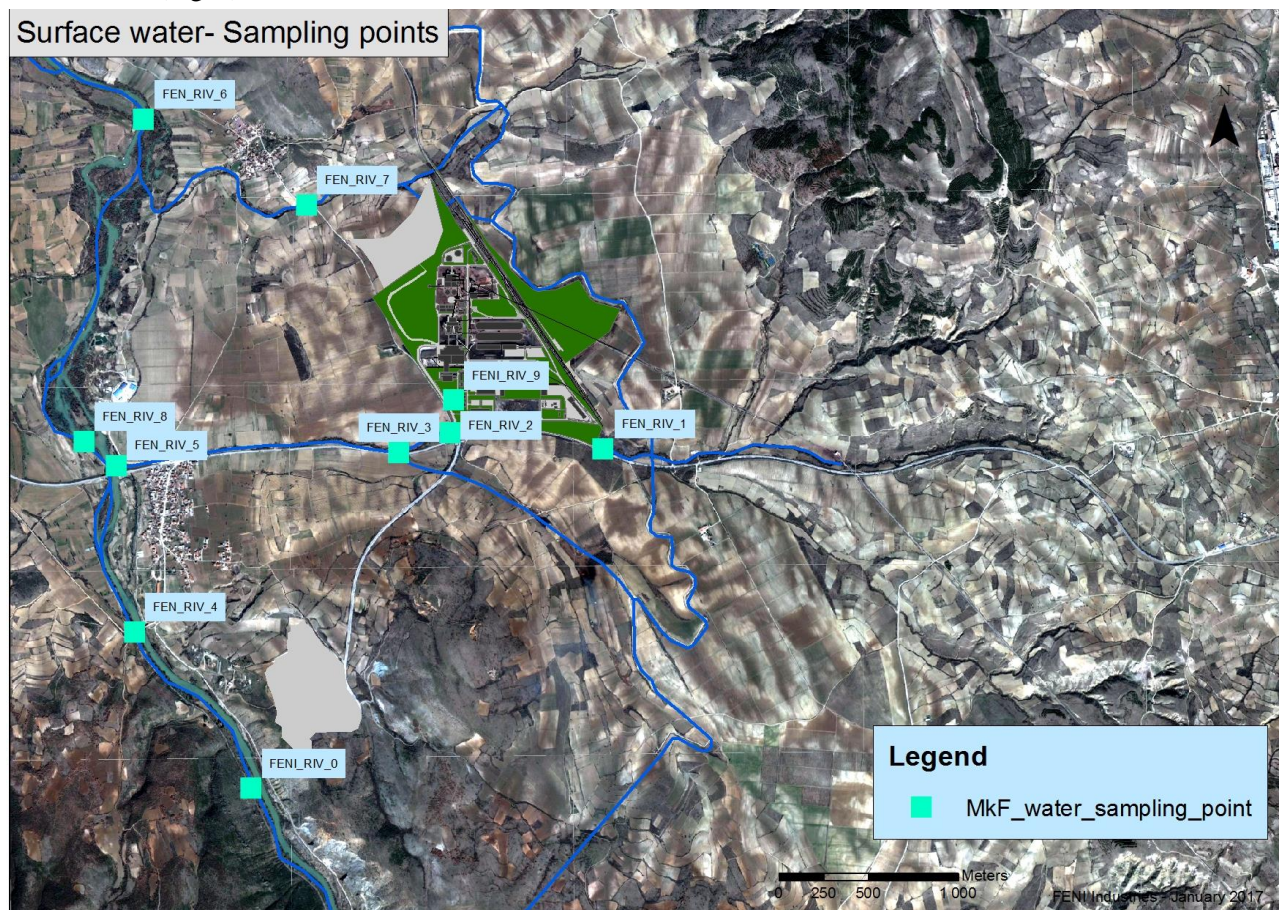 Surface water- Sampling points
FEN_RIV_6
N
FEN_RIV_7
FENI_RIV_9
FEN_RIV_8
FEN_RIV_3
FEN_RIV_2
FEN_RIV_1
FEN_RIV_5
FEN_RIV_4
FENI_RIV_0
Legend
MkF_water_sampling_point
Meters
0 250 500 1 000
FENI Industries - January 2017